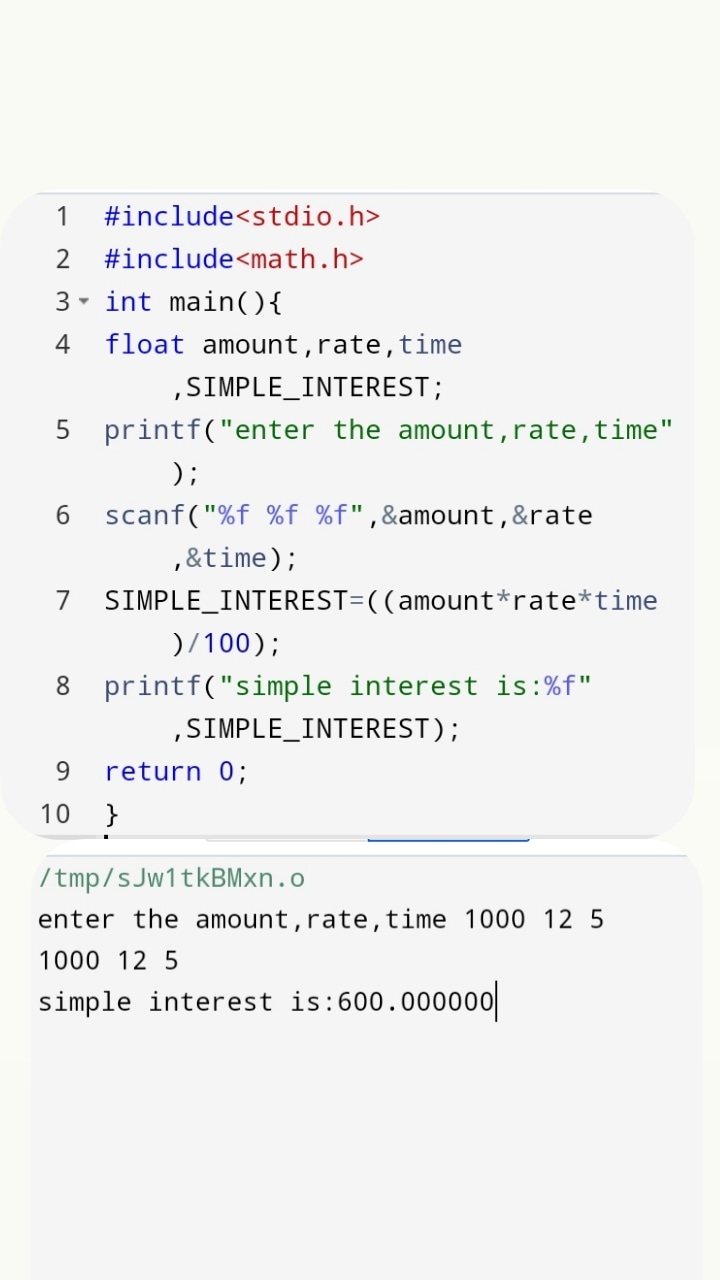 1 #include<stdio.h>
2 #include<math.h>
3 int main(){
4 float amount,rate,time
,SIMPLE_INTEREST;
5 printf("enter the amount,rate,time"
);
6 scanf("%f %f %f",&amount,&rate
,&time);
7 SIMPLE_INTEREST=((amount*rate*time
)/100);
8 printf("simple interest is:%f"
,SIMPLE_INTEREST);
9 return 0;
10 }
/tmp/sJw1tkBMxn.o
enter the amount,rate,time 1000 12 5
1000 12 5
simple interest is:600.000000